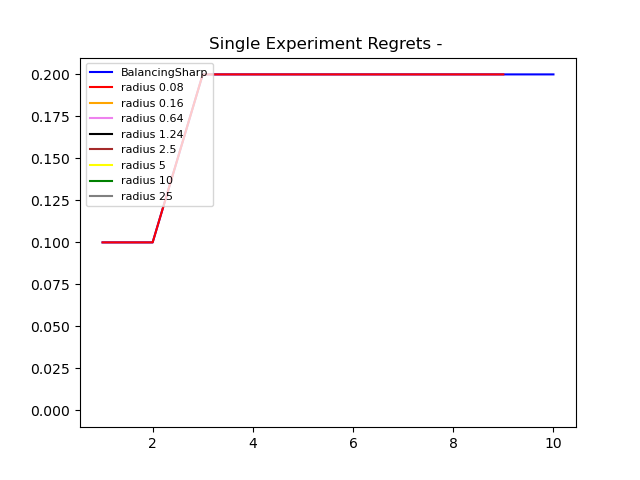 Single Experiment Regrets -
0.200
0.175
0.150
0.125
0.100
0.075
0.050
0.025
0.000
BalancingSharp
radius 0.08
radius 0.16
radius 0.64
radius 1.24
radius 2.5
radius 5
radius 10
radius 25
2 4 6 8 10